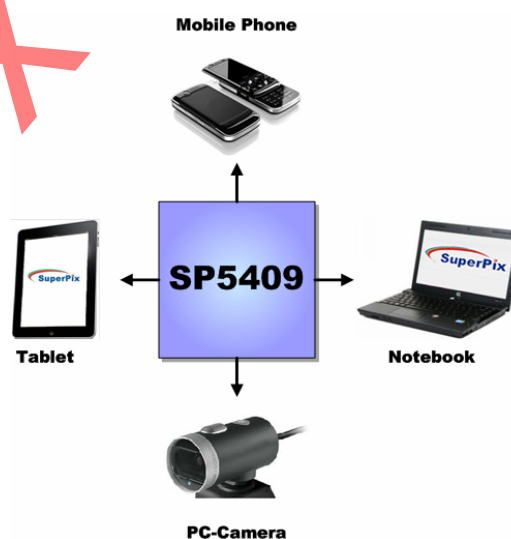 Mobile Phone
SP5409
SuperPix
SuperPix
Tablet
Notebook
PC-Camera